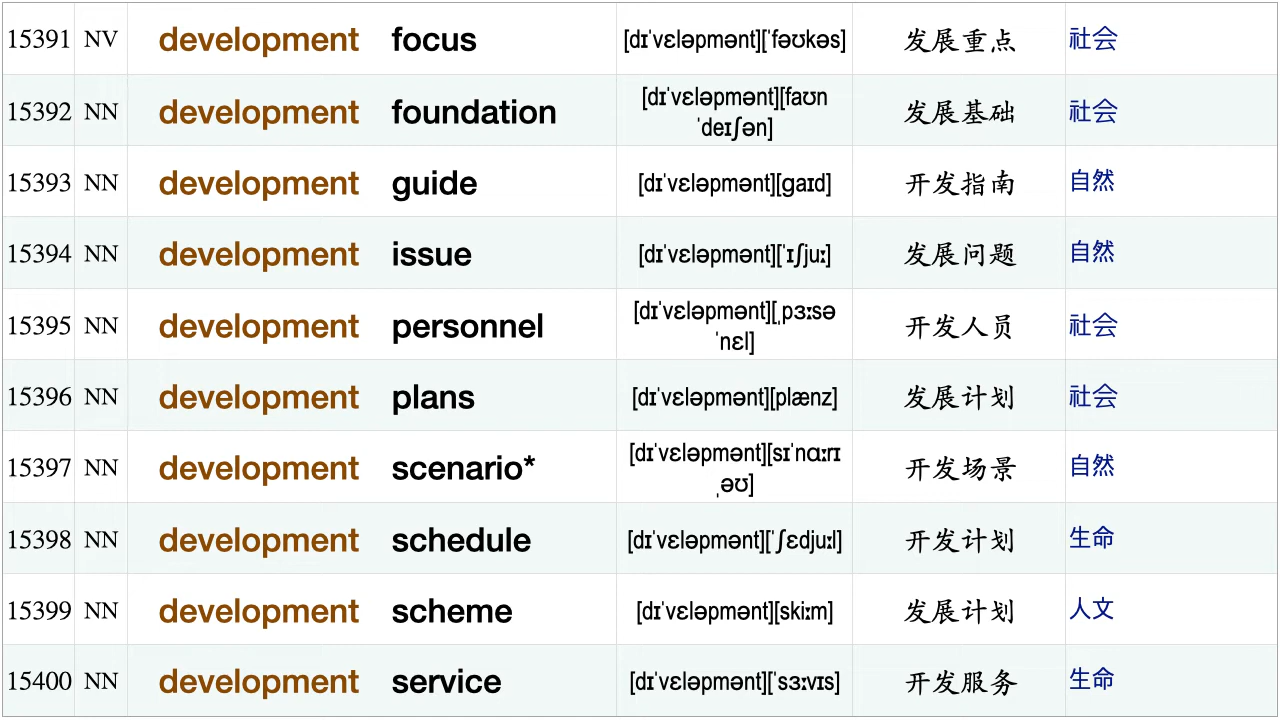 15391 NV development focus [dɪˈvɛləpmənt][ˈfəʊkəs] 发展重点 社会
15392 NN development foundation [dɪˈvɛləpmənt][faʊn
ˈdeɪʃən] 发展基础 社会
15393 NN development guide [dɪˈvɛləpmənt][gaɪd] 开发指南 自然
15394 NN development issue [dɪˈvɛləpmənt][ˈɪʃjuː] 发展问题 自然
15395 NN development personnel [dɪˈvɛləpmənt][ˌpɜːsə
ˈnɛl] 开发人员 社会
15396 NN development plans [dɪˈvɛləpmənt][plænz] 发展计划 社会
15397 NN development scenario* [dɪˈvɛləpmənt][sɪˈnɑːrɪ
ˌəʊ] 开发场景 自然
15398 NN development schedule [dɪˈvɛləpmənt][ˈʃɛdjuːl] 开发计划 生命
15399 NN development scheme [dɪˈvɛləpmənt][skiːm] 发展计划 人文
15400 NN development service [dɪˈvɛləpmənt][ˈsɜːvɪs] 开发服务 生命